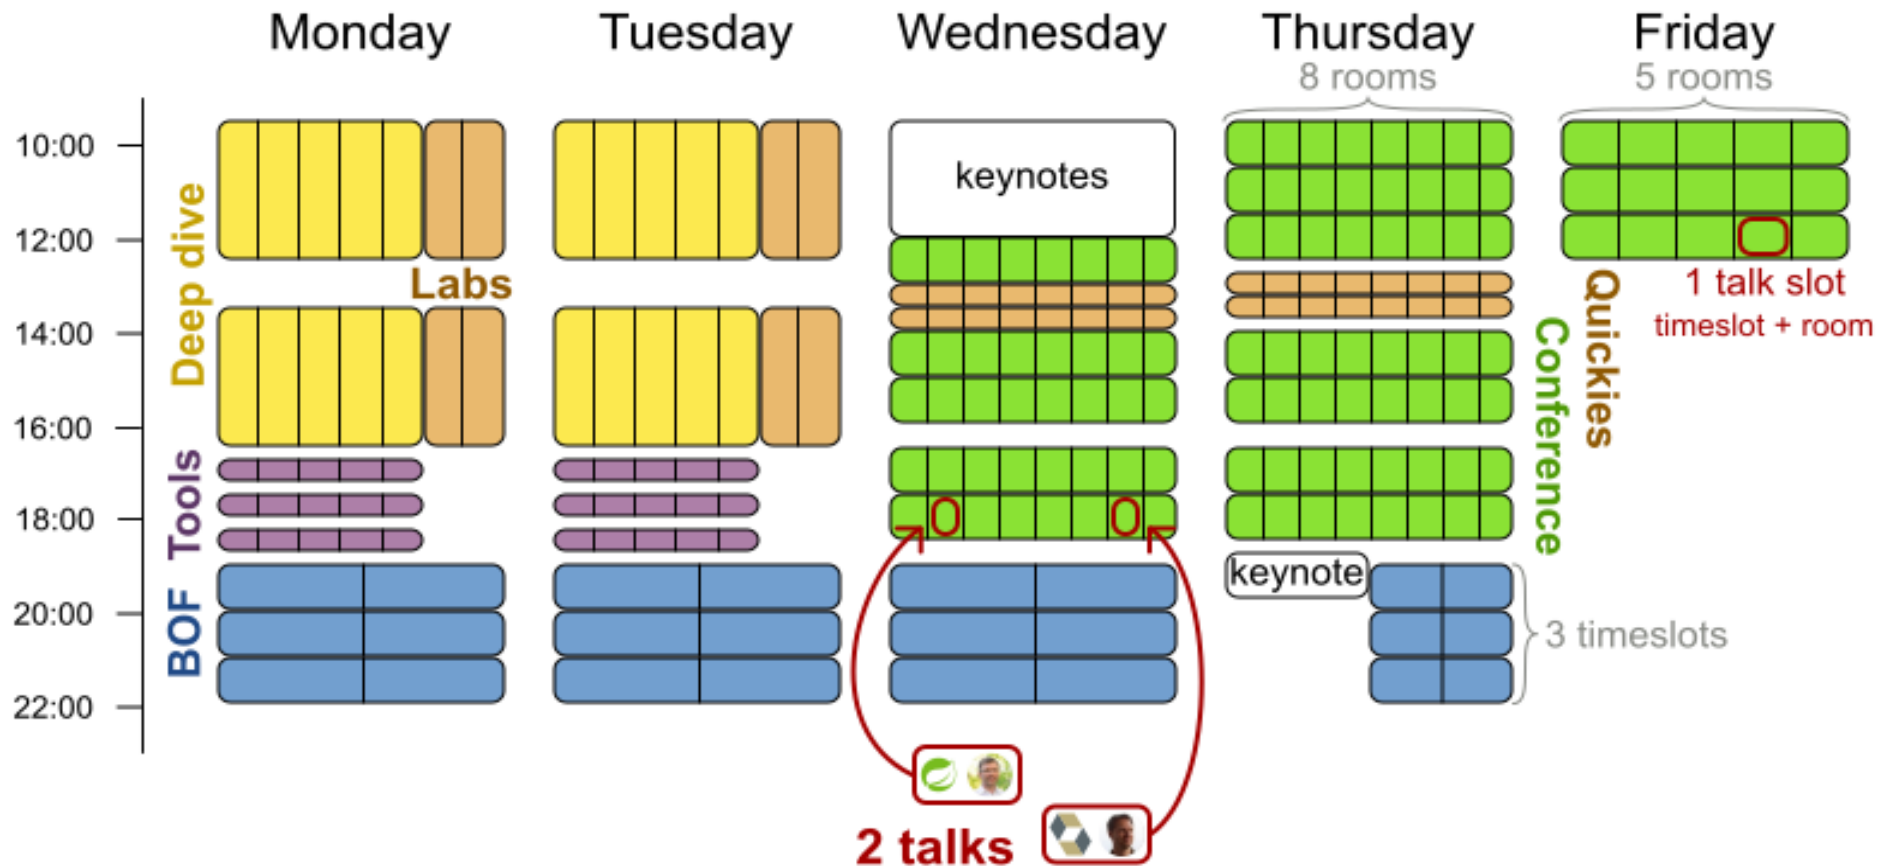 Monday Tuesday Wednesday Thursday Friday
8 rooms 5 rooms
10:00
12:00
14:00
16:00
18:00
20:00
22:00
Deep dive
Labs
Tools
BOF
keynotes
keynote
Quickies
Conference
1 talk slot
timeslot + room
3 timeslots
2 talks